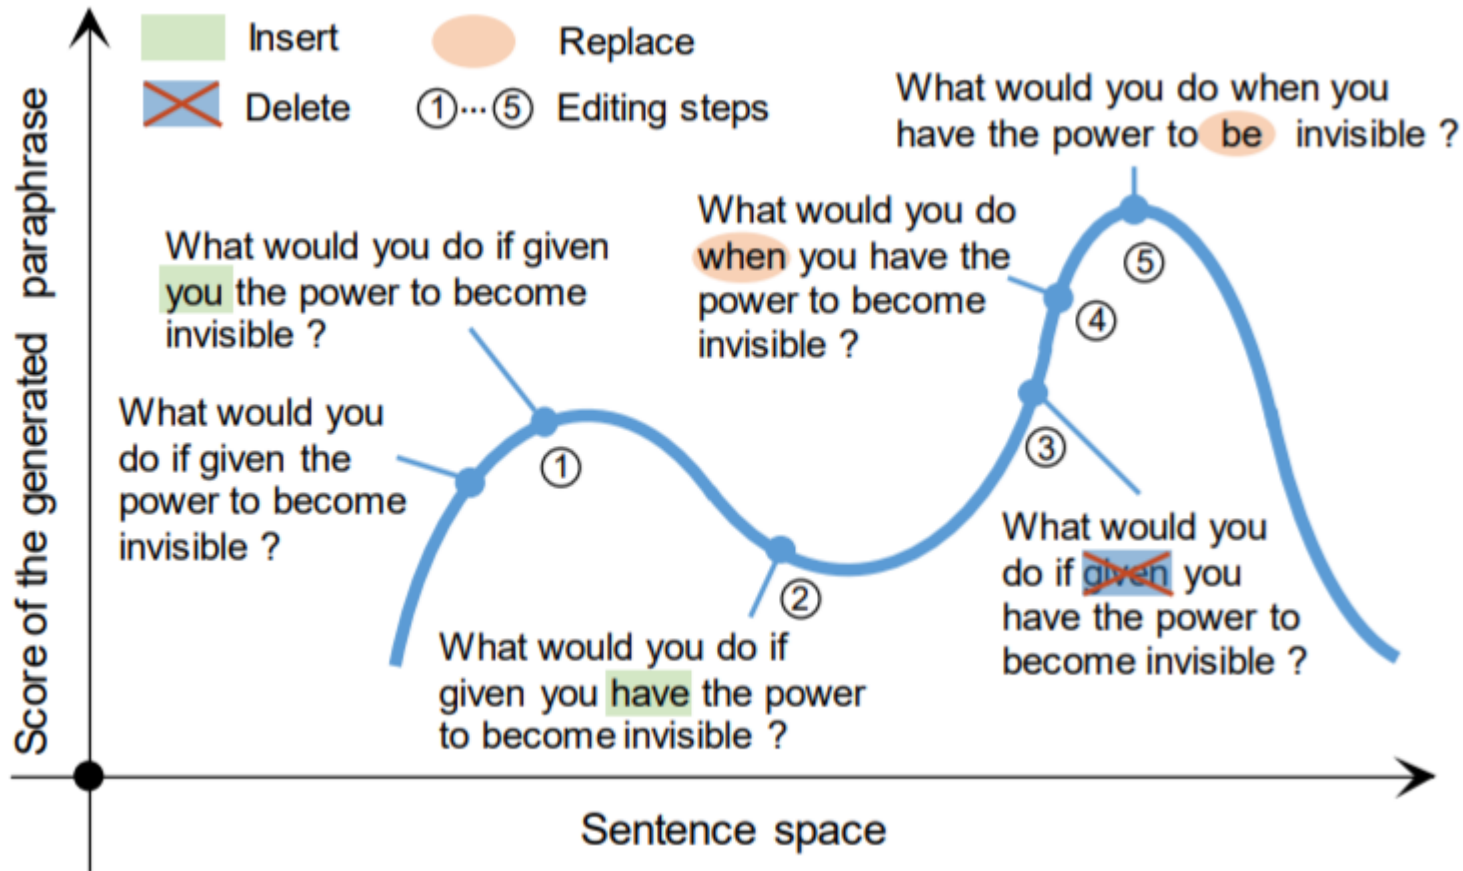 Insert
Replace
Delete
①···⑤ Editing steps
Score of the generated paraphrase
What would you
do if given the
power to become
invisible ?
What would you do if given
you the power to become
invisible ?
①
What would you do if
given you have the power
to become invisible ?
②
What would you
do if given you
have the power to
become invisible ?
③
What would you do
when you have the
power to become
invisible ?
④
What would you do when you
have the power to be invisible ?
⑤
Sentence space